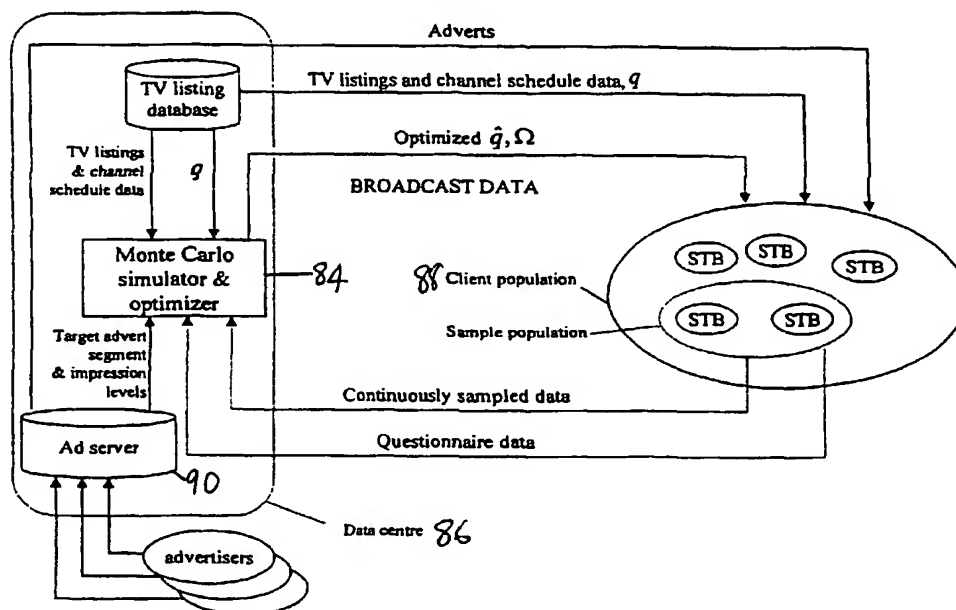 Adverts
TV listing
database
TV listings and channel schedule data, q
TV listings
& channel
schedule data
q
Optimized q̂, Ω
BROADCAST DATA
Monte Carlo
simulator &
optimizer
84
88 Client population
Sample population
STB
STB
STB
STB
STB
Target advert
segment
& impression
levels
Continuously sampled data
Questionnaire data
Ad server
90
Data centre 86
advertisers